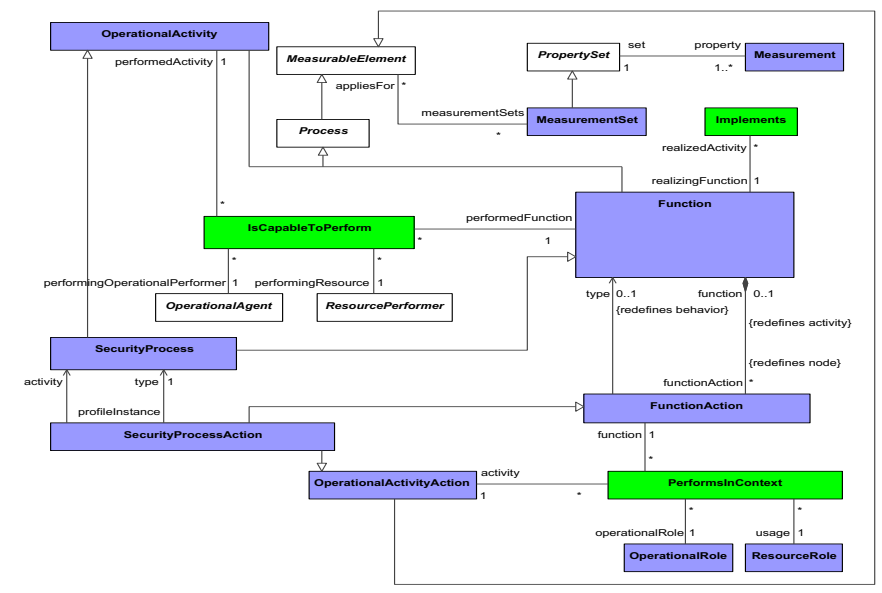 OperationalActivity
performedActivity 1
MeasurableElement
appliesFor *
PropertySet
set
1
property
1..*
Measurement
measurementSets
*
MeasurementSet
Implements
Process
realizedActivity *
realizingFunction 1
Function
*
IsCapableToPerform
*
performedFunction
1
* *
performingOperationalPerformer 1
performingResource 1
OperationalAgent
ResourcePerformer
type 0..1
{redefines behavior}
function 0..1
{redefines activity}
{redefines node}
functionAction *
SecurityProcess
activity
type 1
profileInstance
SecurityProcessAction
FunctionAction
function 1
*
OperationalActivityAction
activity
1
*
PerformsInContext
* *
operationalRole 1
usage 1
OperationalRole
ResourceRole